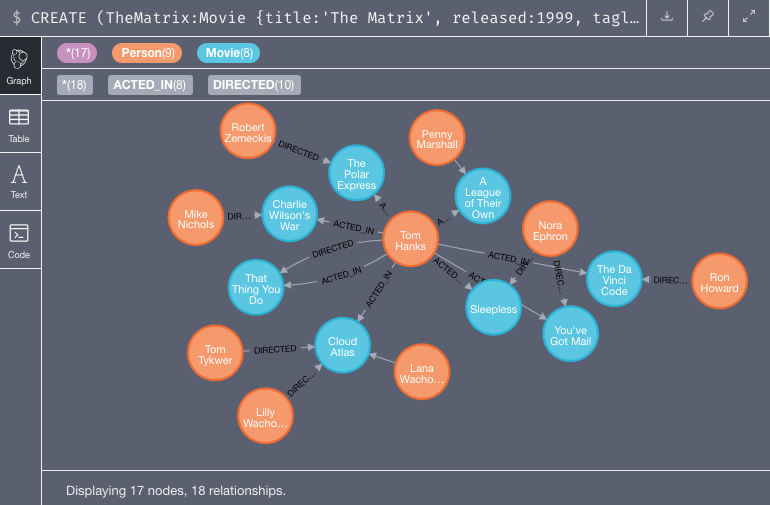 $ CREATE (TheMatrix:Movie {title:'The Matrix', released:1999, tagl…
Graph
Table
Text
Code
*(17) Person(9) Movie(8)
*(18) ACTED_IN(8) DIRECTED(10)
Robert
Zemeckis
DIRECTED
The
Polar
Express
Penny
Marshall
A
League
of Their
Own
A…
A…
Mike
Nichols
DIR…
Charlie
Wilson's
War
ACTED_IN
Tom
Hanks
Nora
Ephron
DIRECTED
ACTED_IN
That
Thing You
Do
ACTED_IN
ACTED…
ACT…
ACTED_IN
DIREC…
The Da
Vinci
Code
DIREC…
Ron
Howard
Sleepless
You've
Got Mail
Tom
Tykwer
DIRECTED
Cloud
Atlas
Lana
Wacho…
DIREC…
Lilly
Wacho…
Displaying 17 nodes, 18 relationships.